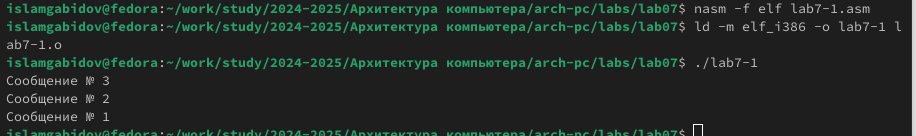 islamgabidov@fedora:~/work/study/2024-2025/Архитектура компьютера/arch-pc/labs/lab07$ nasm -f elf lab7-1.asm
islamgabidov@fedora:~/work/study/2024-2025/Архитектура компьютера/arch-pc/labs/lab07$ ld -m elf_i386 -o lab7-1 l
ab7-1.o
islamgabidov@fedora:~/work/study/2024-2025/Архитектура компьютера/arch-pc/labs/lab07$ ./lab7-1
Сообщение № 3
Сообщение № 2
Сообщение № 1
islamgabidov@fedora:~/work/study/2024-2025/Архитектура компьютера/arch-pc/labs/lab07$